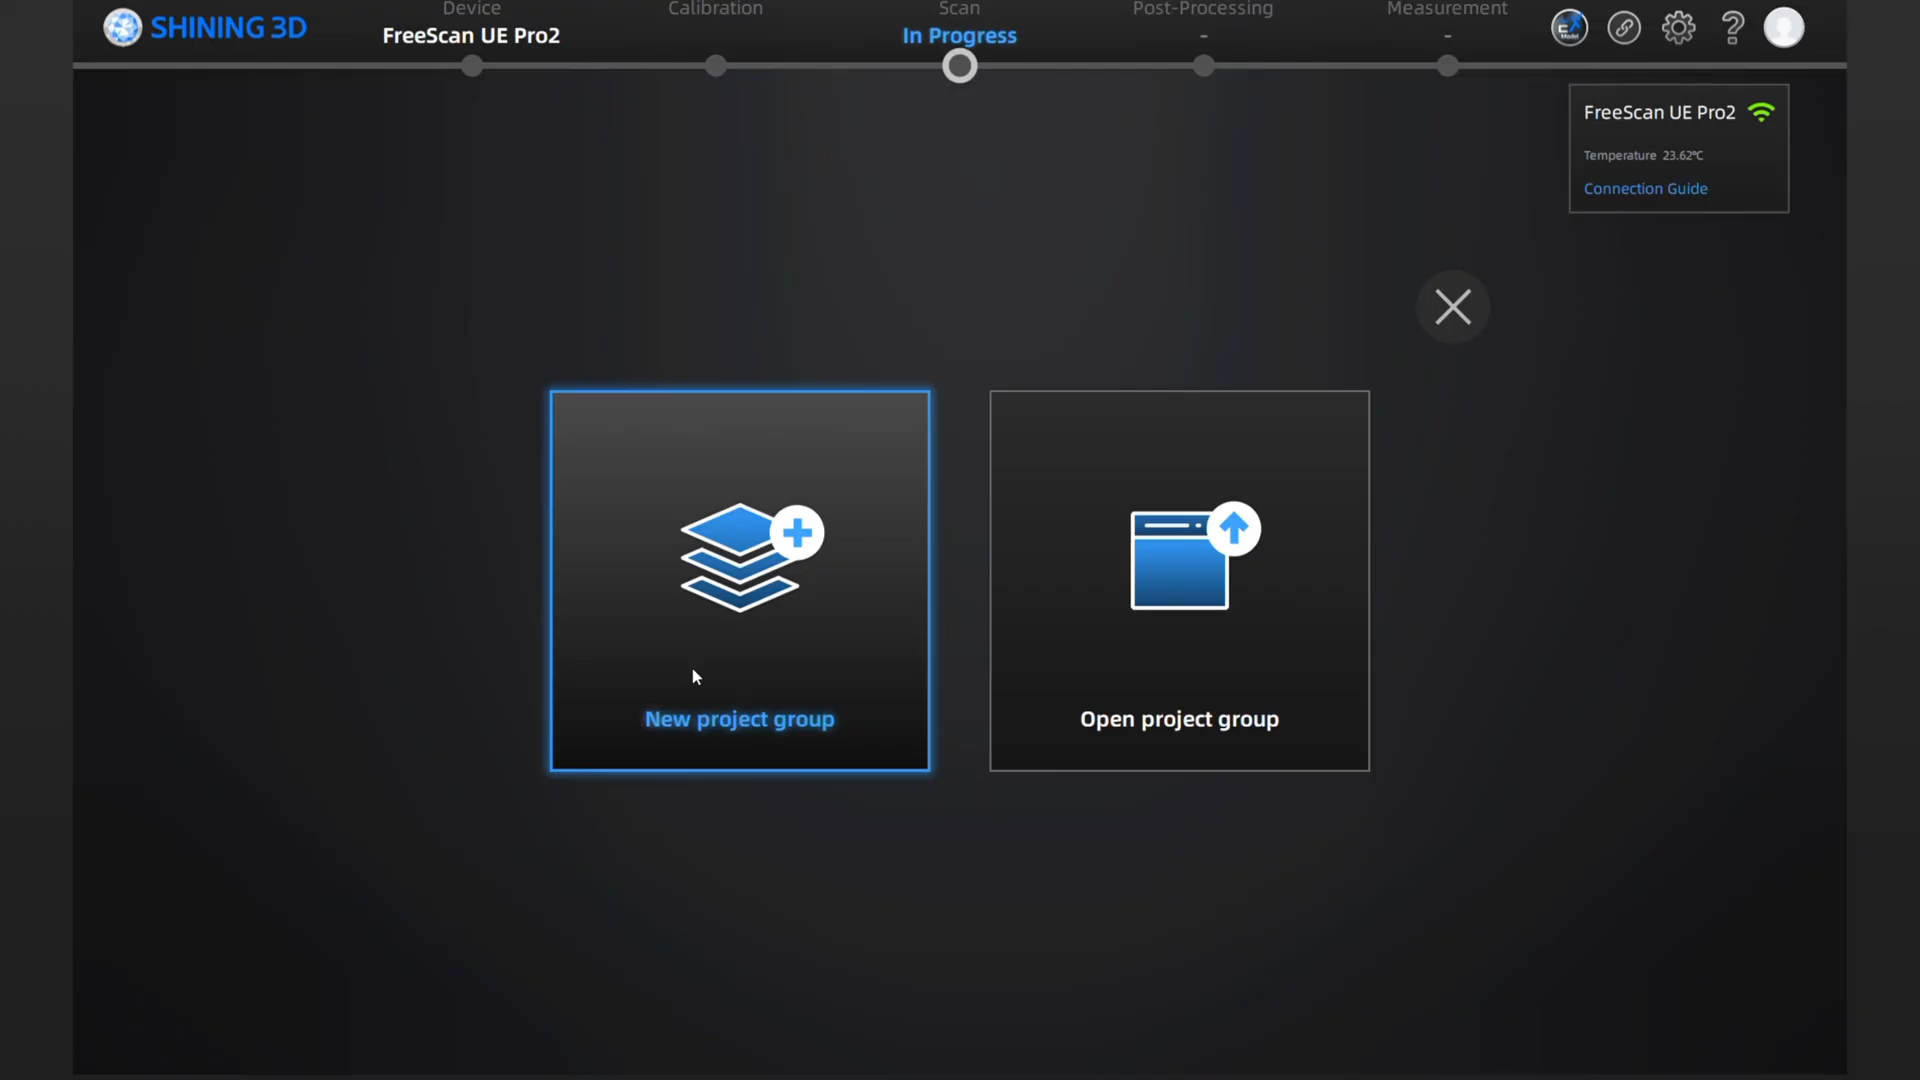 SHINING 3D
Device
FreeScan UE Pro2
Calibration
Scan
In Progress
Post-Processing
-
Measurement
-
FreeScan UE Pro2
Temperature 23.62℃
Connection Guide
New project group
Open project group